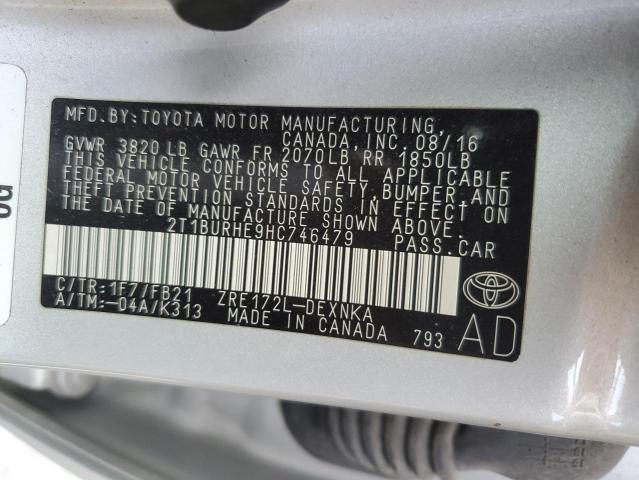 MFD.BY:TOYOTA MOTOR MANUFACTURING,
CANADA, INC. 08/16
GVWR 3820 LB GAWR FR 2070LB, RR 1850LB
THIS VEHICLE CONFORMS TO ALL APPLICABLE
FEDERAL MOTOR VEHICLE SAFETY, BUMPER, AND
THEFT PREVENTION STANDARDS IN EFFECT ON
THE DATE OF MANUFACTURE SHOWN ABOVE.
2T1BURHE9HC746479 PASS.CAR
C/TR:1F7/FB21 ZRE172L-DEXNKA
A/TM:-04A/K313 MADE IN CANADA 793
AD